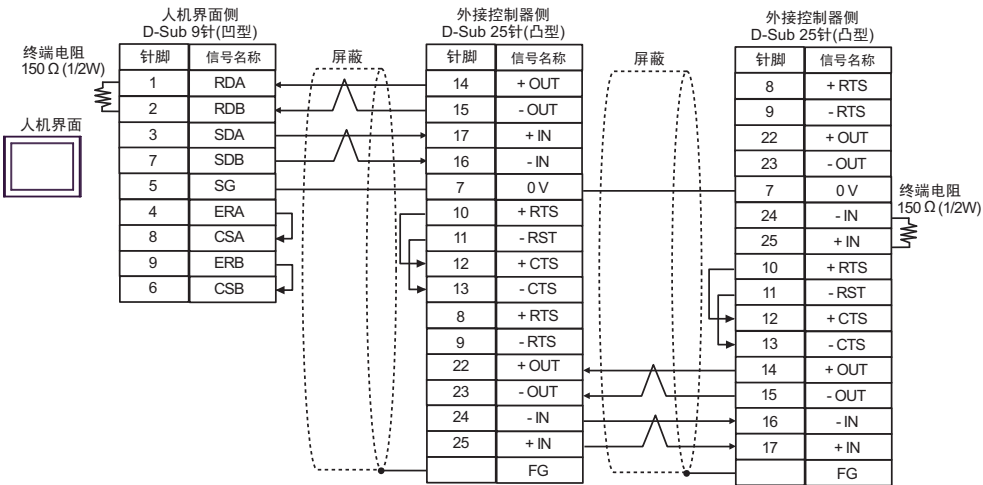 人机界面侧
D-Sub 9针(凹型)
终端电阻
150 Ω (1/2W)
人机界面
针脚 信号名称
1 RDA
2 RDB
3 SDA
7 SDB
5 SG
4 ERA
8 CSA
9 ERB
6 CSB
屏蔽
外接控制器侧
D-Sub 25针(凸型)
针脚 信号名称
14 + OUT
15 - OUT
17 + IN
16 - IN
7 0 V
10 + RTS
11 - RST
12 + CTS
13 - CTS
8 + RTS
9 - RTS
22 + OUT
23 - OUT
24 - IN
25 + IN
FG
屏蔽
外接控制器侧
D-Sub 25针(凸型)
针脚 信号名称
8 + RTS
9 - RTS
22 + OUT
23 - OUT
7 0 V
24 - IN
25 + IN
10 + RTS
11 - RST
12 + CTS
13 - CTS
14 + OUT
15 - OUT
16 - IN
17 + IN
FG
终端电阻
150 Ω (1/2W)